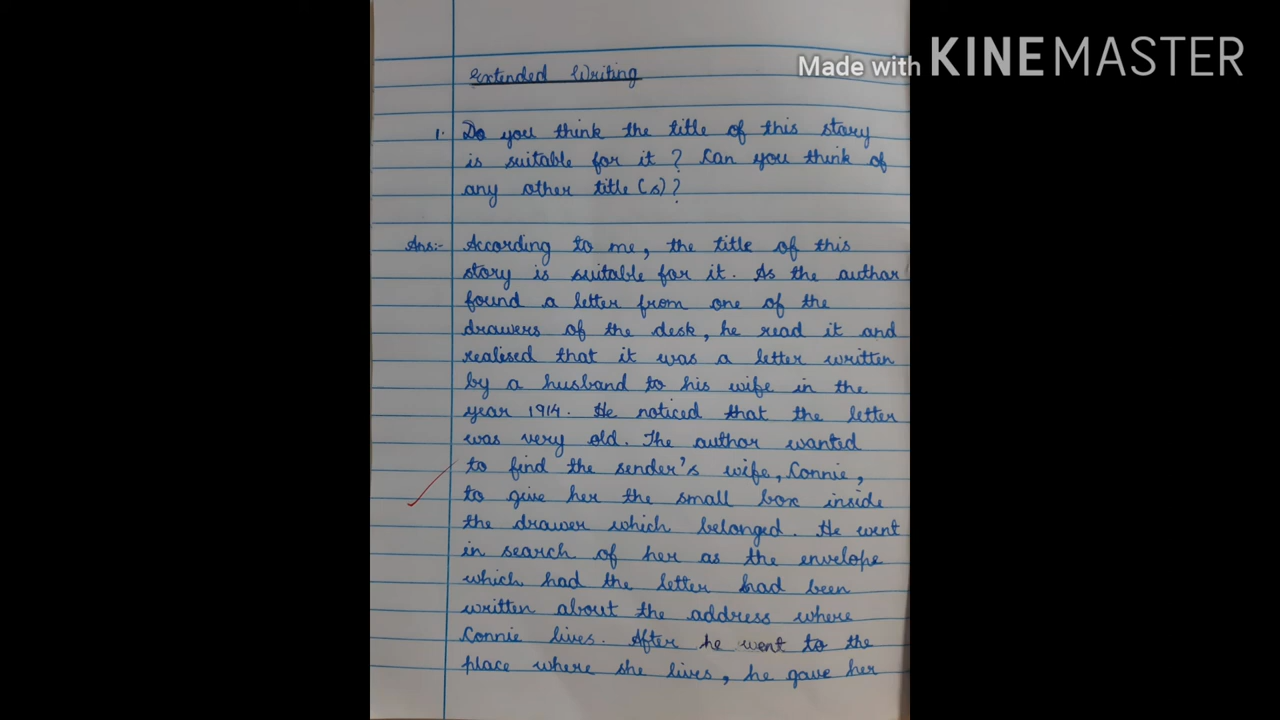 Made with KINEMASTER
Extended Writing
1. Do you think the title of this story
is suitable for it? Can you think of
any other title(s)?
Ans:- According to me, the title of this
story is suitable for it. As the author
found a letter from one of the
drawers of the desk, he read it and
realised that it was a letter written
by a husband to his wife in the
year 1914. He noticed that the letter
was very old. The author wanted
to find the sender's wife, Connie,
to give her the small box inside
the drawer which belonged. He went
in search of her as the envelope
which had the letter had been
written about the address where
Connie lives. After he went to the
place where she lives, he gave her